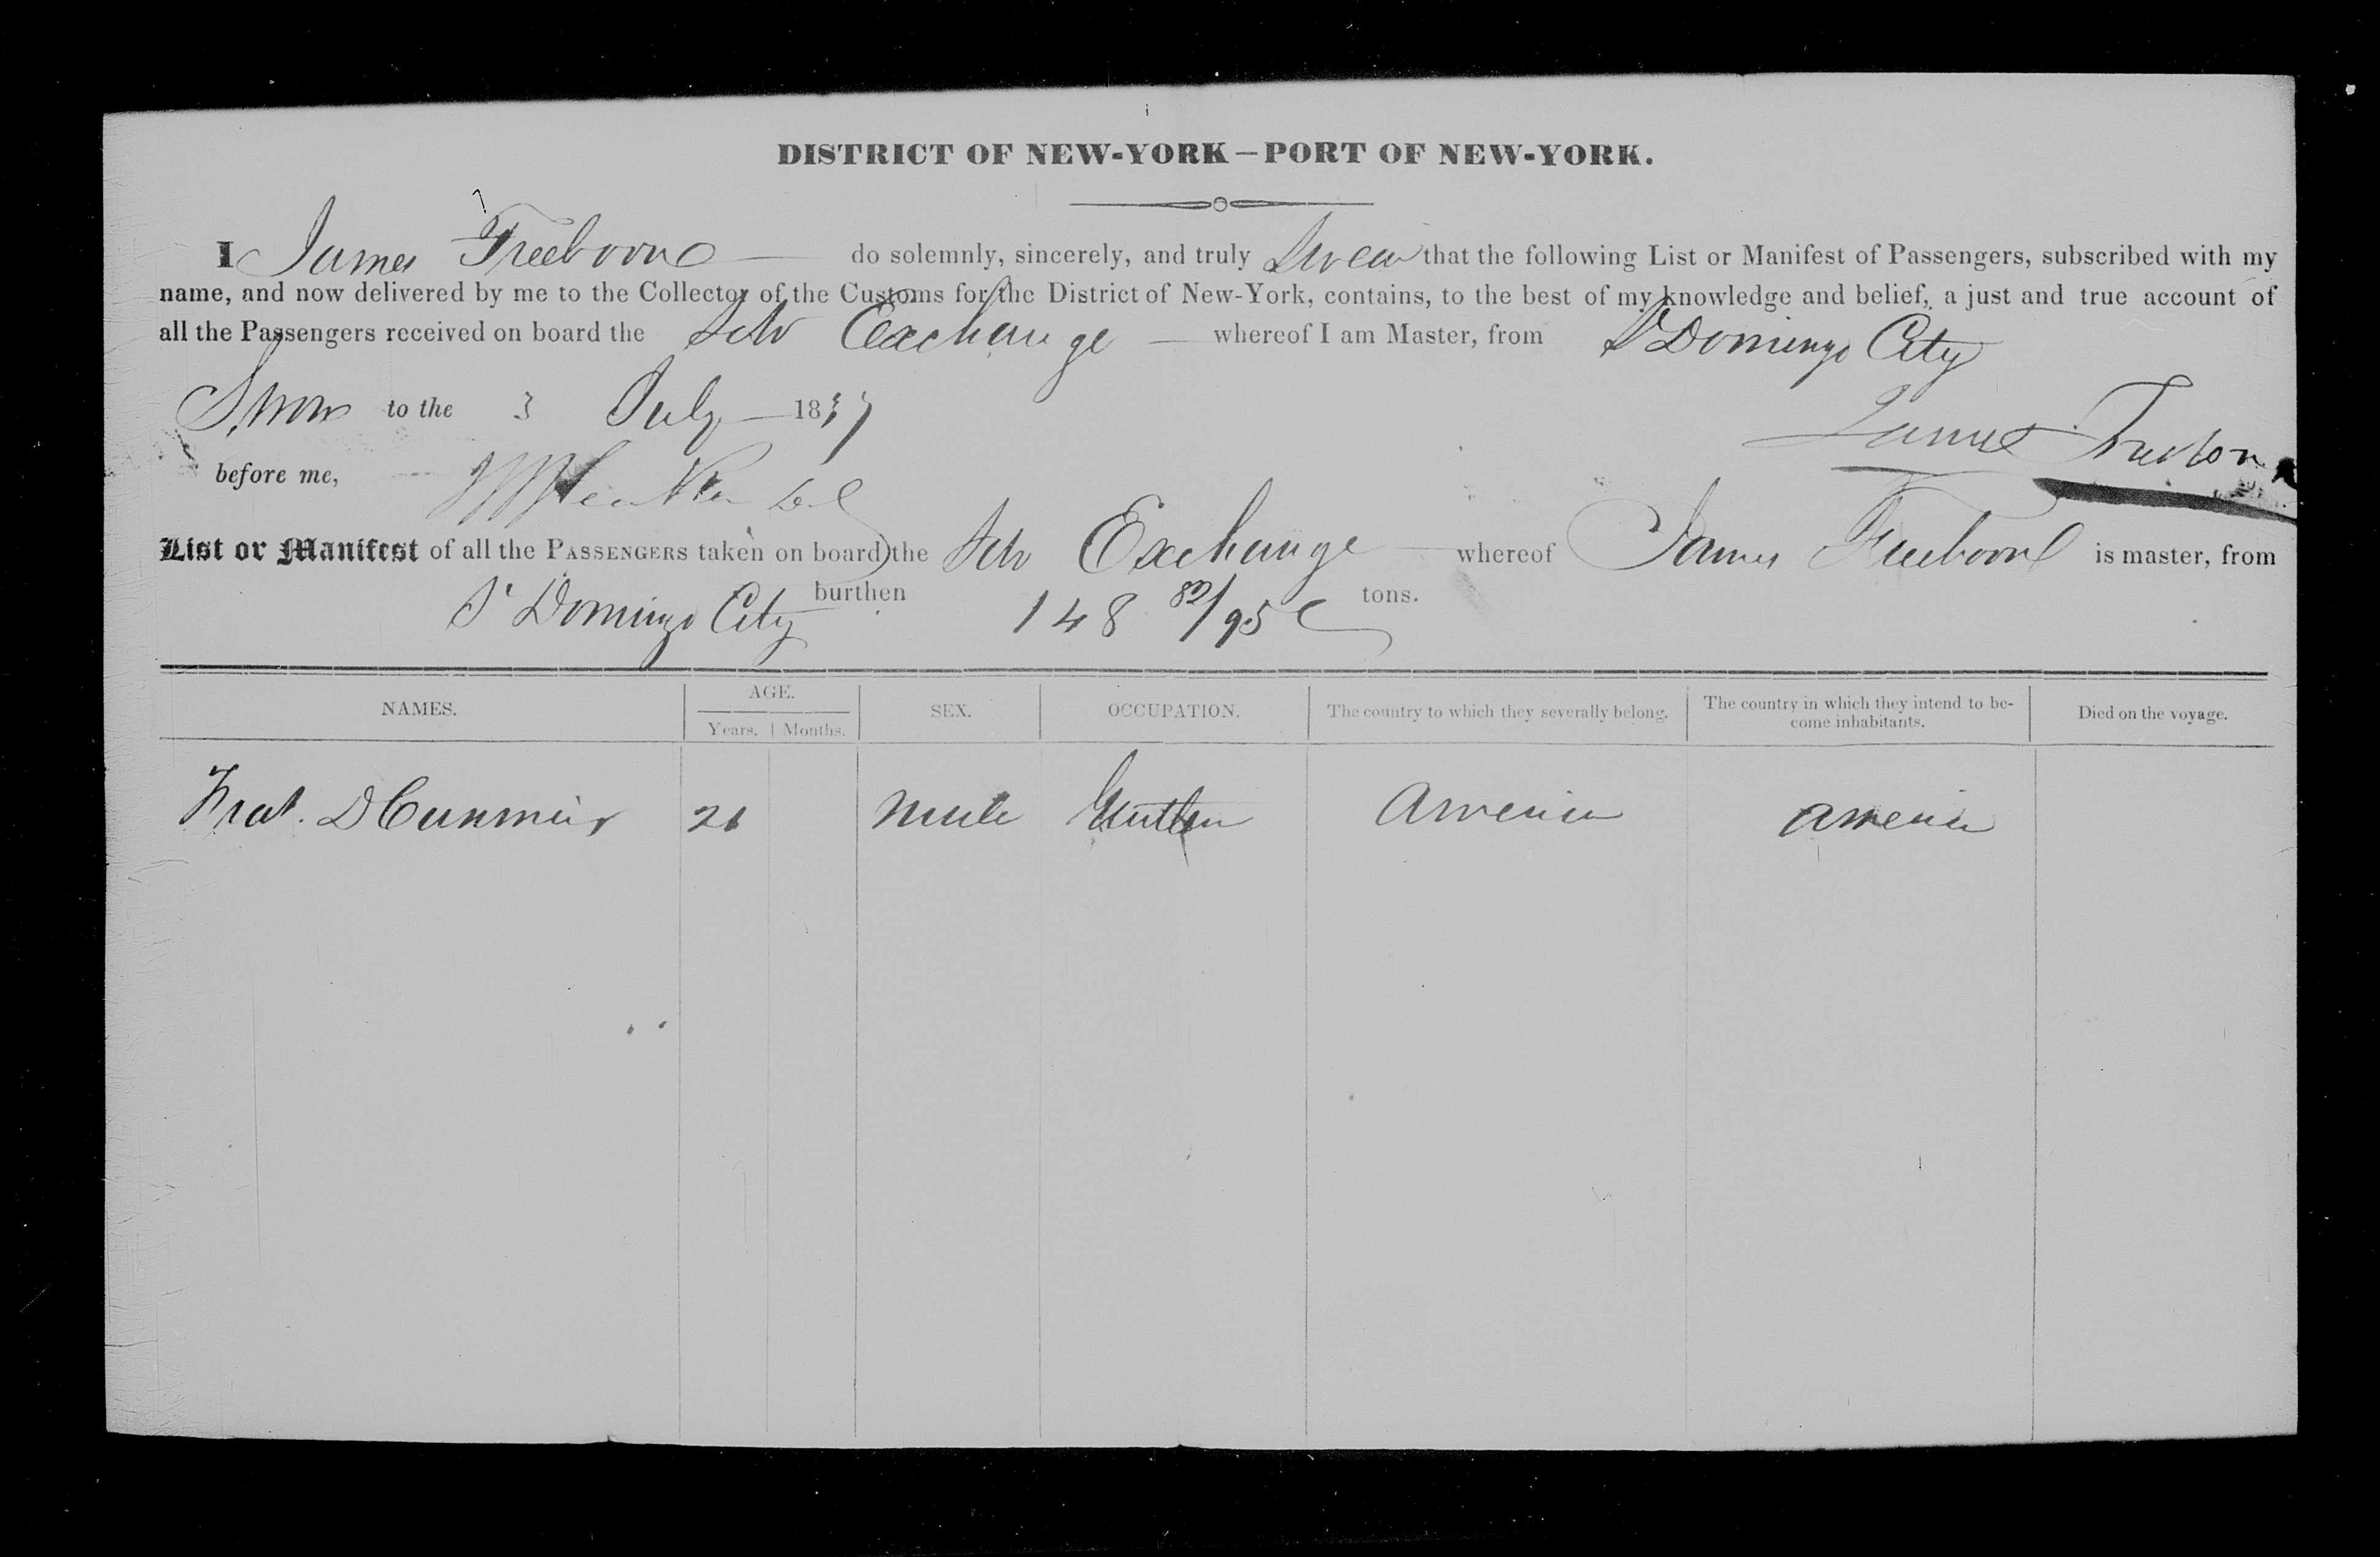 DISTRICT OF NEW-YORK—PORT OF NEW-YORK.
I James Freeborne do solemnly, sincerely, and truly Swear that the following List or Manifest of Passengers, subscribed with my
name, and now delivered by me to the Collector of the Customs for the District of New-York, contains, to the best of my knowledge and belief, a just and true account of
all the Passengers received on board the Sch Exchange whereof I am Master, from St Domingo City
Sworn to the 3 July 1837
James
before me,
List or Manifest of all the PASSENGERS taken on board the Sch Exchange whereof James Freeborne is master, from
St Domingo City burthen 148 82/95 tons.
NAMES. AGE. SEX. OCCUPATION. The country to which they severally belong. The country in which they intend to be-
come inhabitants. Died on the voyage.
Years. Months.
D 26 male America America